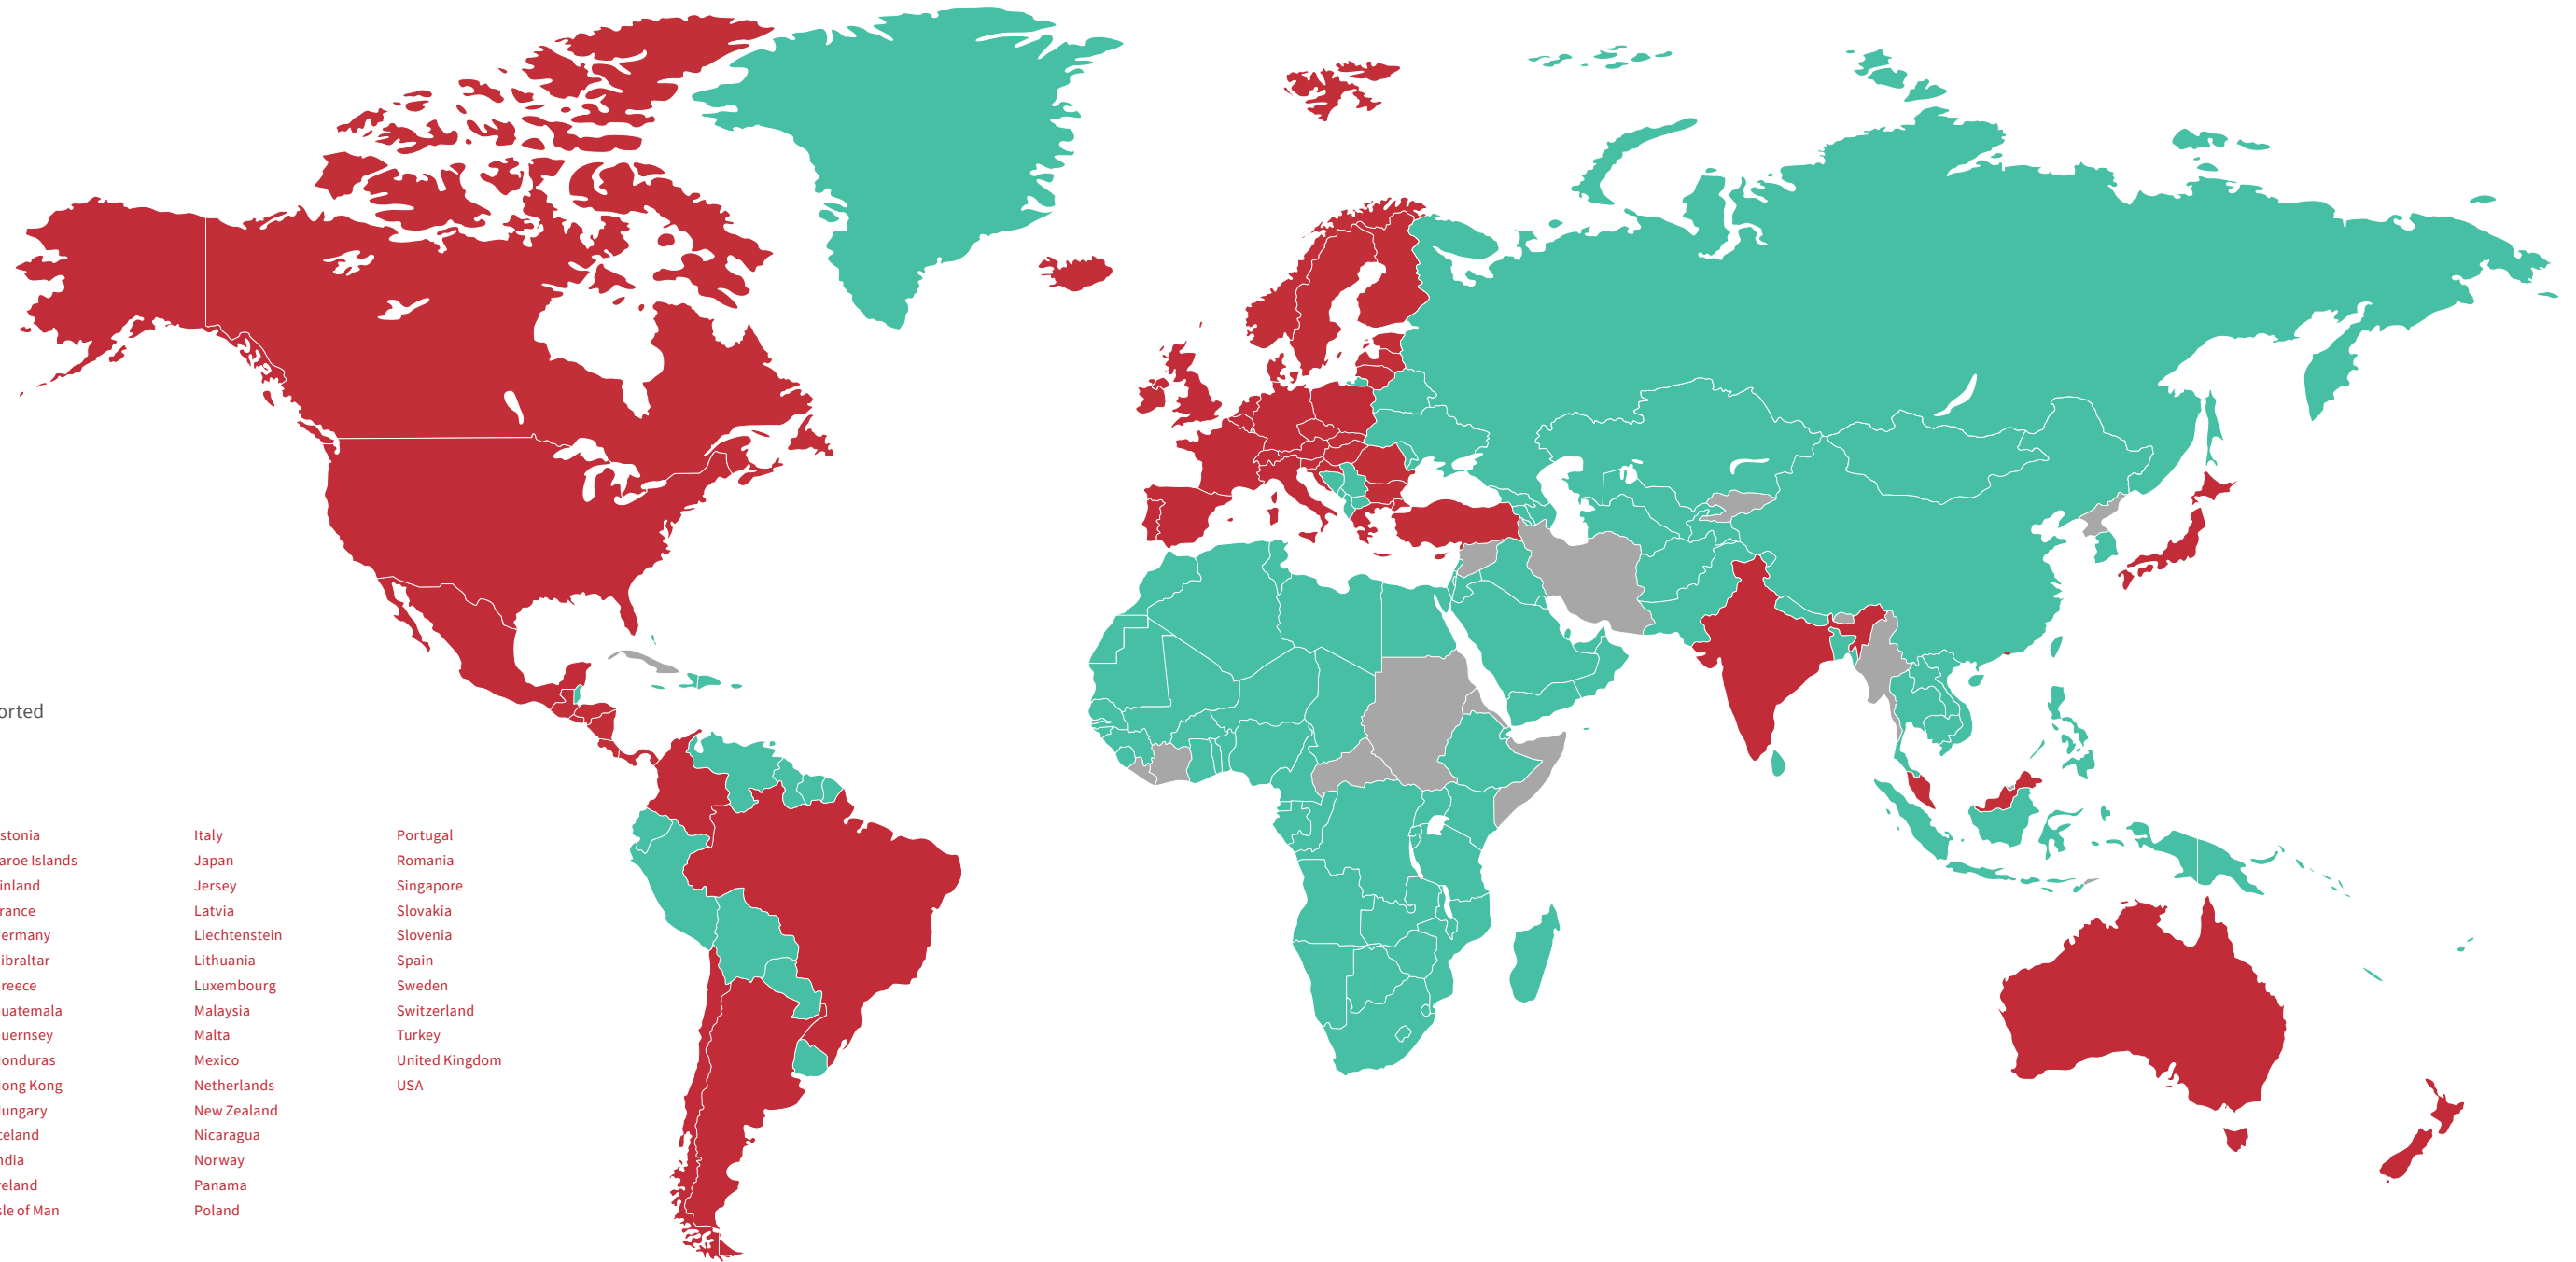 orted
stonia
aroe Islands
inland
rance
ermany
ibraltar
reece
uatemala
uernsey
onduras
ong Kong
ungary
celand
ndia
reland
sle of Man
Italy
Japan
Jersey
Latvia
Liechtenstein
Lithuania
Luxembourg
Malaysia
Malta
Mexico
Netherlands
New Zealand
Nicaragua
Norway
Panama
Poland
Portugal
Romania
Singapore
Slovakia
Slovenia
Spain
Sweden
Switzerland
Turkey
United Kingdom
USA